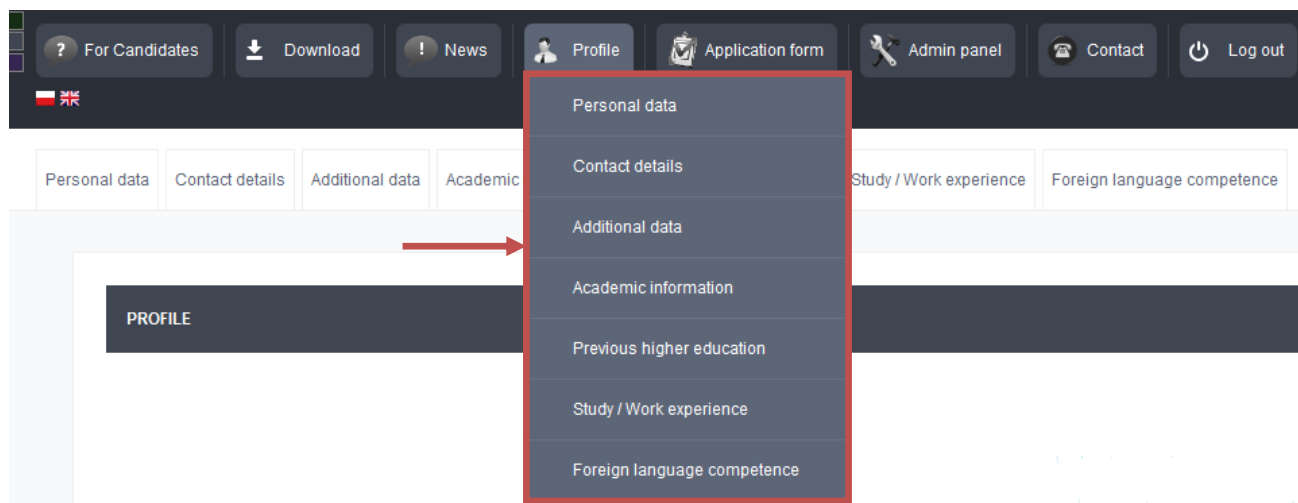 ? For Candidates Download ! News Profile Application form Admin panel Contact Log out
Personal data
Contact details
Additional data
Academic information
Previous higher education
Study / Work experience
Foreign language competence
Personal data Contact details Additional data Academic Study / Work experience Foreign language competence
PROFILE